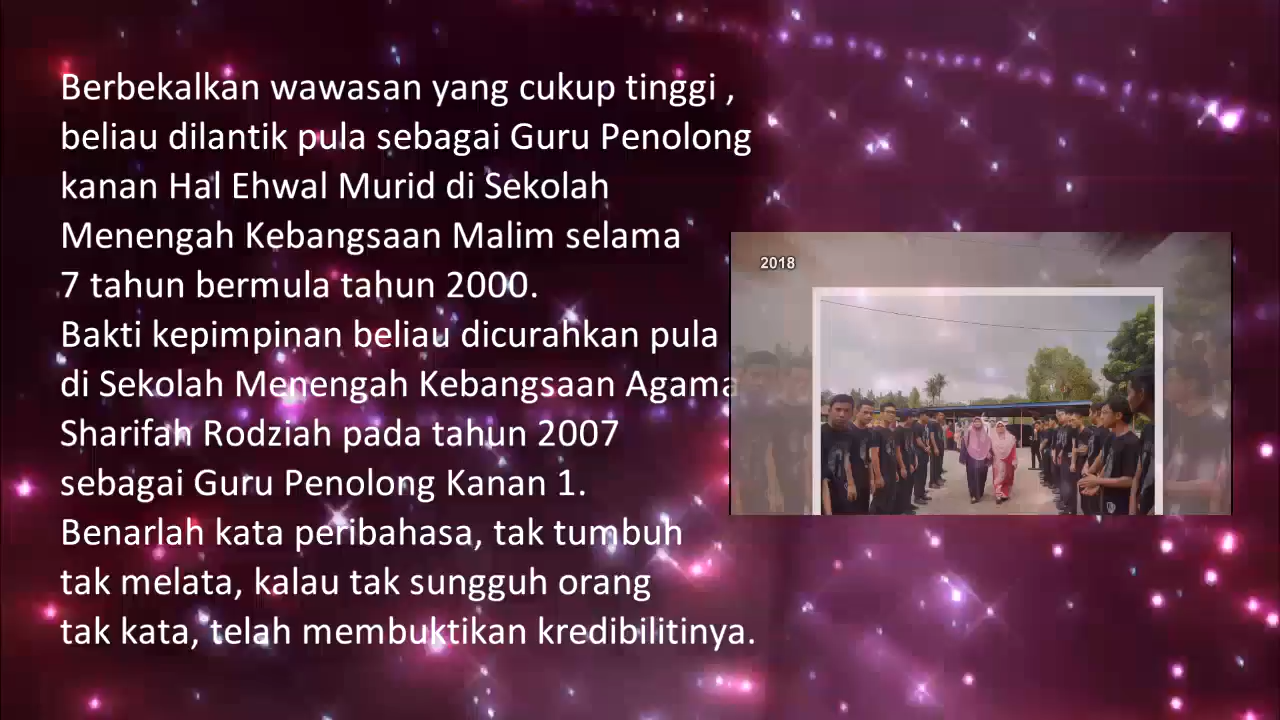 Berbekalkan wawasan yang cukup tinggi ,
beliau dilantik pula sebagai Guru Penolong
kanan Hal Ehwal Murid di Sekolah
Menengah Kebangsaan Malim selama
7 tahun bermula tahun 2000.
Bakti kepimpinan beliau dicurahkan pula
di Sekolah Menengah Kebangsaan Agama
Sharifah Rodziah pada tahun 2007
sebagai Guru Penolong Kanan 1.
Benarlah kata peribahasa, tak tumbuh
tak melata, kalau tak sungguh orang
tak kata, telah membuktikan kredibilitinya.
2018